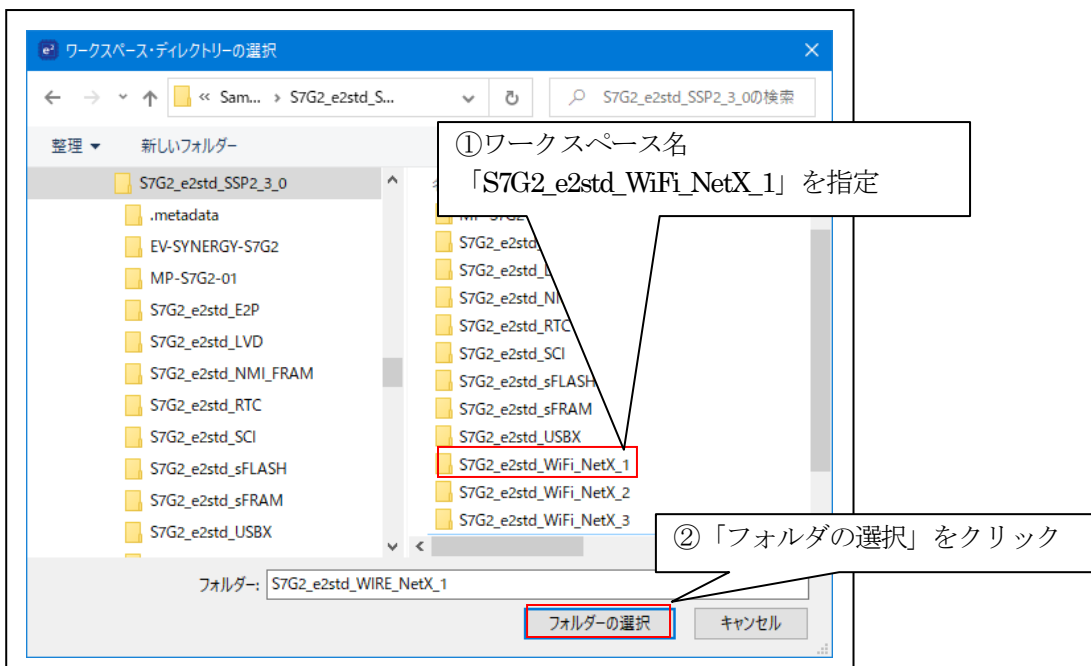 e² ワークスペース・ディレクトリーの選択
« Sam... › S7G2_e2std_S...
S7G2_e2std_SSP2_3_0の検索
整理 新しいフォルダー
①ワークスペース名
「S7G2_e2std_WiFi_NetX_1」を指定
S7G2_e2std_SSP2_3_0
.metadata
EV-SYNERGY-S7G2
MP-S7G2-01
S7G2_e2std_E2P
S7G2_e2std_LVD
S7G2_e2std_NMI_FRAM
S7G2_e2std_RTC
S7G2_e2std_SCI
S7G2_e2std_sFLASH
S7G2_e2std_sFRAM
S7G2_e2std_USBX
S7G2_e2std
S7G2_e2std_L
S7G2_e2std_NM
S7G2_e2std_RTC
S7G2_e2std_SCI
S7G2_e2std_sFLASH
S7G2_e2std_sFRAM
S7G2_e2std_USBX
S7G2_e2std_WiFi_NetX_1
S7G2_e2std_WiFi_NetX_2
S7G2_e2std_WiFi_NetX_3
②「フォルダの選択」をクリック
フォルダー: S7G2_e2std_WIRE_NetX_1
フォルダーの選択 キャンセル